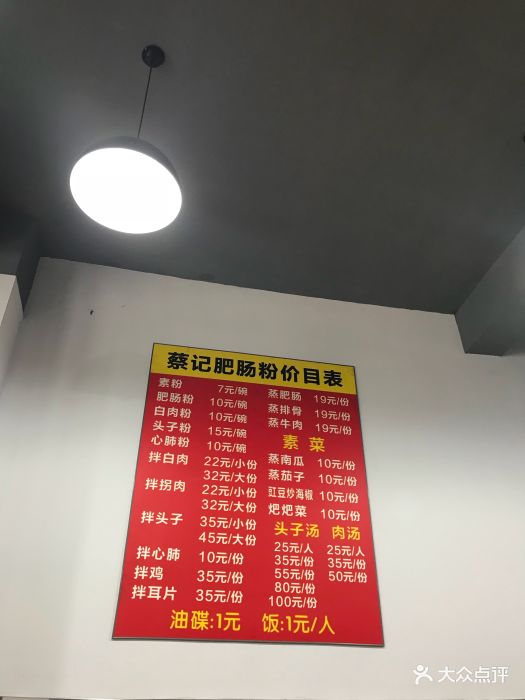 蔡记肥肠粉价目表
素粉 7元/碗
肥肠粉 10元/碗
白肉粉 10元/碗
头子粉 15元/碗
心肺粉 10元/碗
拌白肉 22元/小份
32元/大份
拌拐肉 22元/小份
32元/大份
拌头子 35元/小份
45元/大份
拌心肺 10元/份
拌鸡 35元/份
拌耳片 35元/份
蒸肥肠 19元/份
蒸排骨 19元/份
蒸牛肉 19元/份
素菜
蒸南瓜 10元/份
蒸茄子 10元/份
豇豆炒海椒 10元/份
粑粑菜 10元/份
头子汤 肉汤
25元/人 25元/人
35元/份 35元/份
55元/份 50元/份
80元/份
100元/份
油碟:1元 饭:1元/人
大众点评